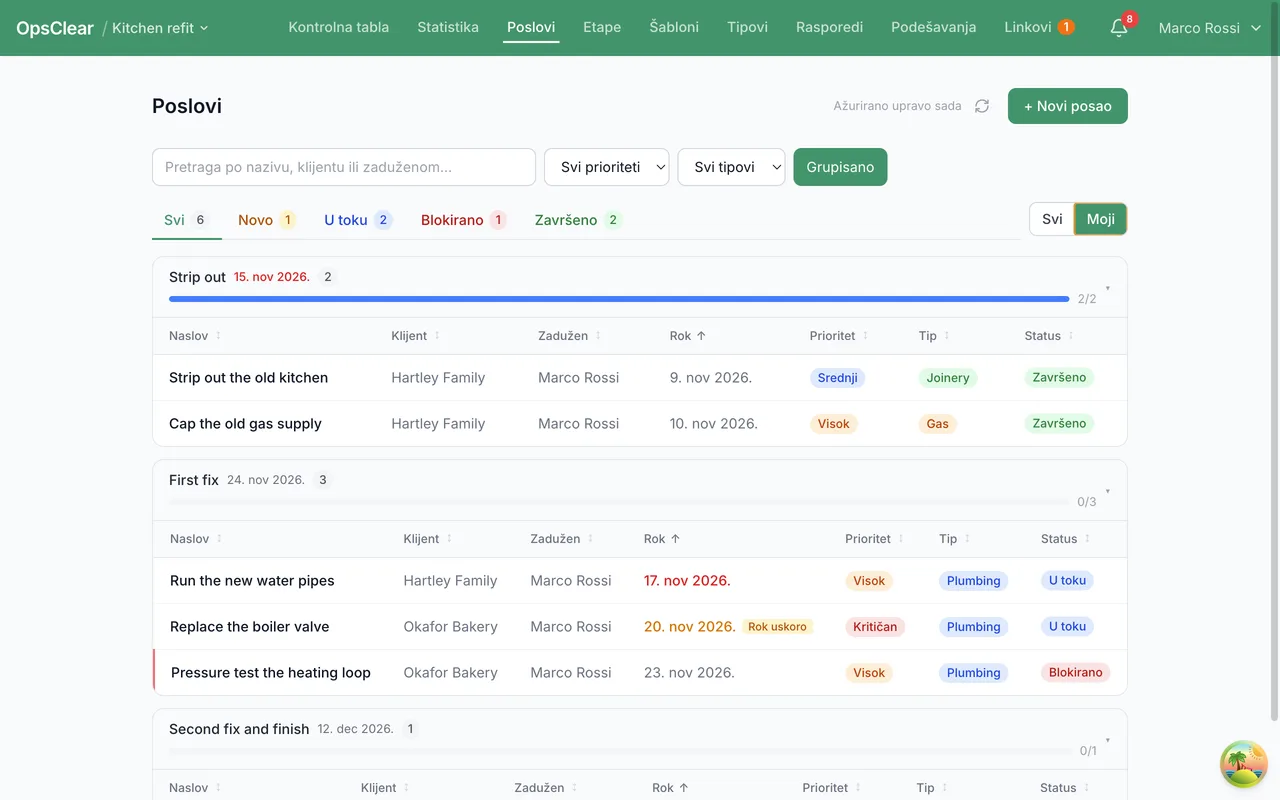 OpsClear / Kitchen refit Kontrolna tabla Statistika Poslovi Etape Šabloni Tipovi Rasporedi Podešavanja Linkovi 1 8 Marco Rossi
Poslovi Ažurirano upravo sada + Novi posao
Pretraga po nazivu, klijentu ili zaduženom... Svi prioriteti Svi tipovi Grupisano
Svi 6 Novo 1 U toku 2 Blokirano 1 Završeno 2 Svi Moji
Strip out 15. nov 2026. 2
2/2
Naslov Klijent Zadužen Rok ↑ Prioritet Tip Status
Strip out the old kitchen Hartley Family Marco Rossi 9. nov 2026. Srednji Joinery Završeno
Cap the old gas supply Hartley Family Marco Rossi 10. nov 2026. Visok Gas Završeno
First fix 24. nov 2026. 3
0/3
Naslov Klijent Zadužen Rok ↑ Prioritet Tip Status
Run the new water pipes Hartley Family Marco Rossi 17. nov 2026. Visok Plumbing U toku
Replace the boiler valve Okafor Bakery Marco Rossi 20. nov 2026. Rok uskoro Kritičan Plumbing U toku
Pressure test the heating loop Okafor Bakery Marco Rossi 23. nov 2026. Visok Plumbing Blokirano
Second fix and finish 12. dec 2026. 1
0/1
Naslov Klijent Zadužen Rok ↑ Prioritet Tip Status